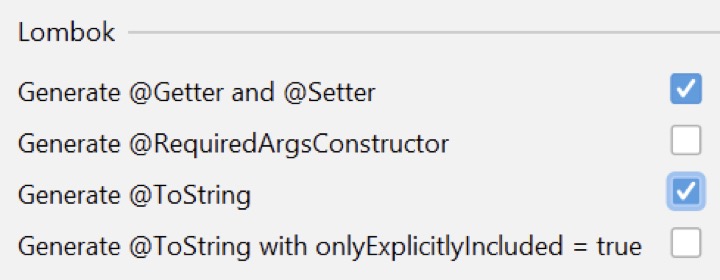 Lombok
Generate @Getter and @Setter
Generate @RequiredArgsConstructor
Generate @ToString
Generate @ToString with onlyExplicitlyIncluded = true